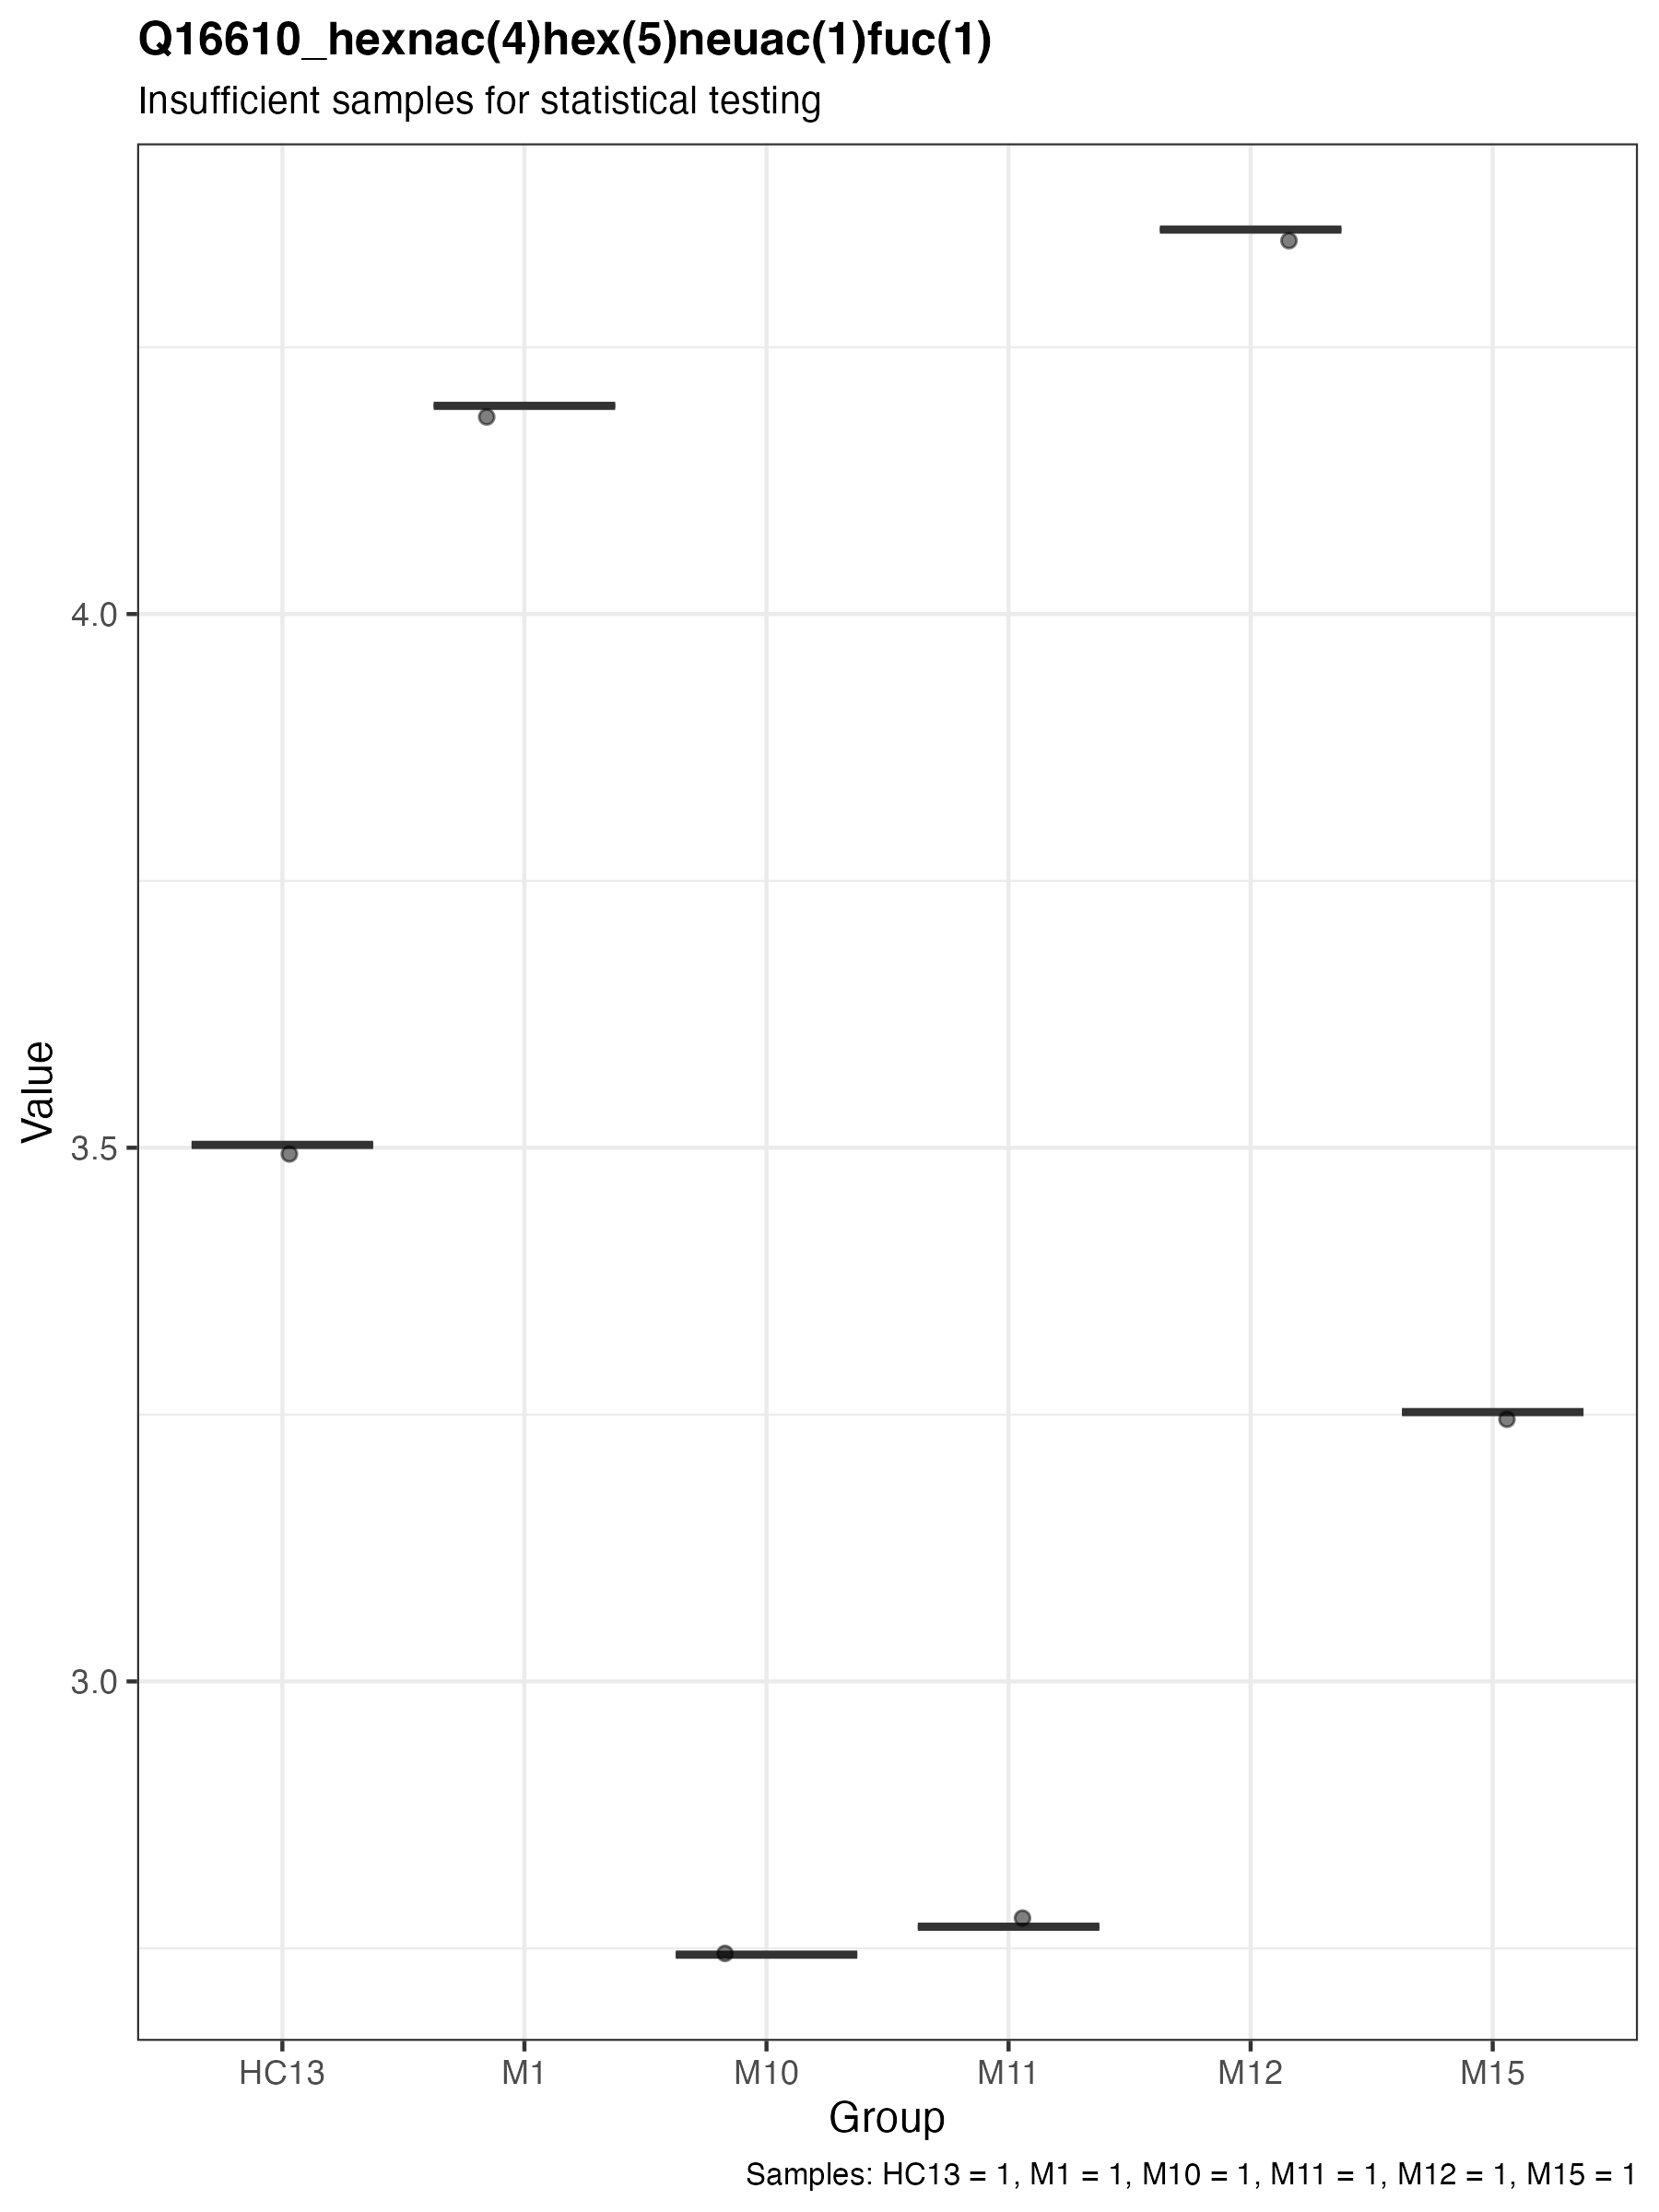 Q16610_hexnac(4)hex(5)neuac(1)fuc(1)
Insufficient samples for statistical testing
Value
4.0
3.5
3.0
HC13 M1 M10 M11 M12 M15
Group
Samples: HC13 = 1, M1 = 1, M10 = 1, M11 = 1, M12 = 1, M15 = 1